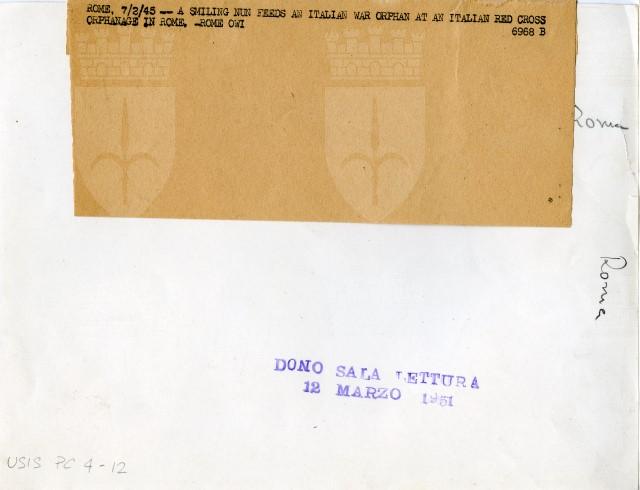 ROME, 7/2/45 -- A SMILING NUN FEEDS AN ITALIAN WAR ORPHAN AT AN ITALIAN RED CROSS
ORPHANAGE IN ROME. -ROME OWI
6968 B
Roma
Roma
DONO SALA LETTURA
12 MARZO 1951
USIS PC 4-12